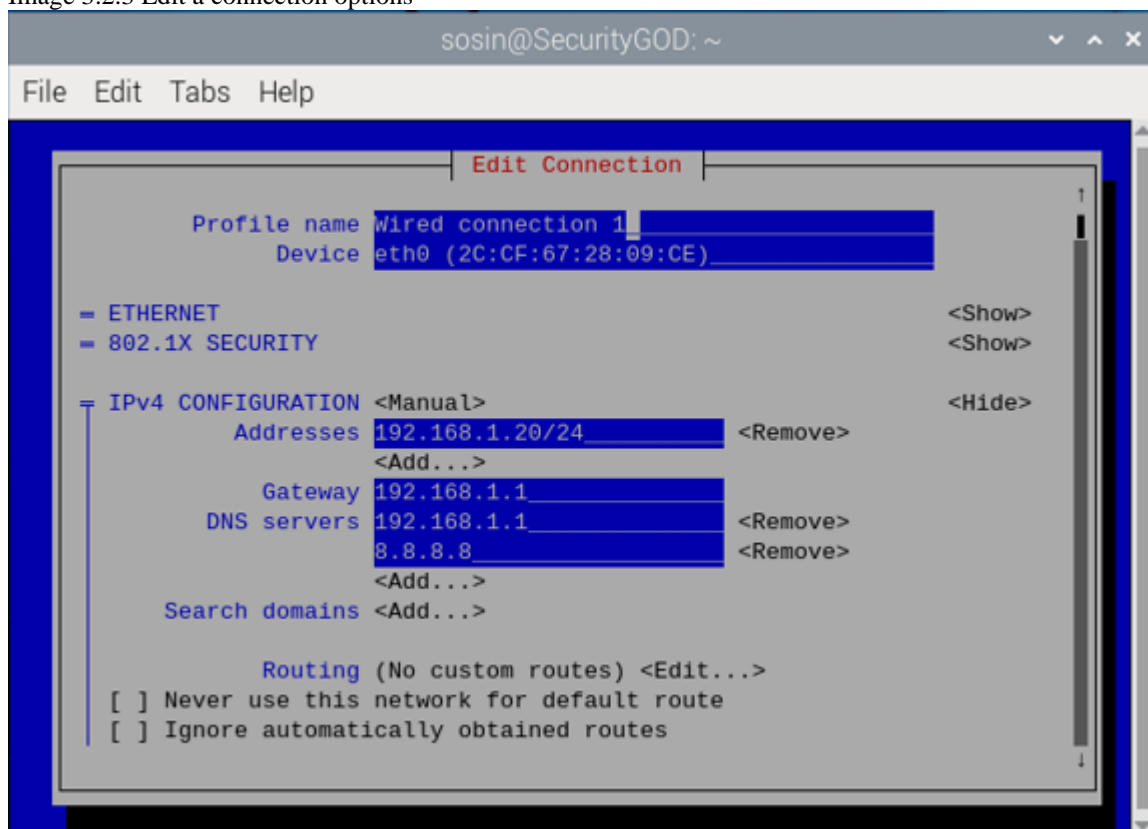 Image 3.2.3 Edit a connection options
sosin@SecurityGOD: ~
File Edit Tabs Help
Edit Connection
Profile name Wired connection 1
Device eth0 (2C:CF:67:28:09:CE)
ETHERNET <Show>
802.1X SECURITY <Show>
IPv4 CONFIGURATION <Manual> <Hide>
Addresses 192.168.1.20/24 <Remove>
<Add...>
Gateway 192.168.1.1
DNS servers 192.168.1.1 <Remove>
8.8.8.8 <Remove>
<Add...>
Search domains <Add...>
Routing (No custom routes) <Edit...>
[ ] Never use this network for default route
[ ] Ignore automatically obtained routes